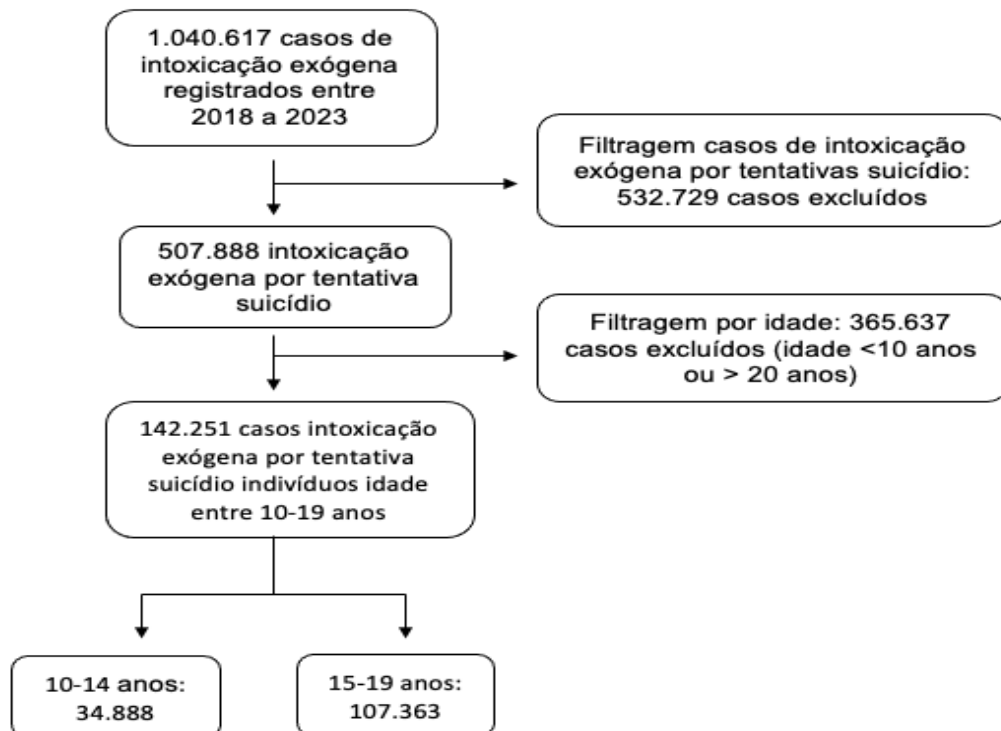 1.040.617 casos de
intoxicação exógena
registrados entre
2018 a 2023
Filtragem casos de intoxicação
exógena por tentativas suicídio:
532.729 casos excluídos
507.888 intoxicação
exógena por tentativa
suicídio
Filtragem por idade: 365.637
casos excluídos (idade <10 anos
ou > 20 anos)
142.251 casos intoxicação
exógena por tentativa
suicídio indivíduos idade
entre 10-19 anos
10-14 anos:
34.888
15-19 anos:
107.363